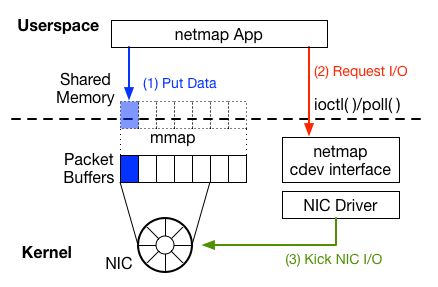 Userspace
netmap App
(1) Put Data
(2) Request I/O
Shared
Memory
ioctl()/poll()
mmap
Packet
Buffers
netmap
cdev interface
NIC Driver
Kernel
NIC
(3) Kick NIC I/O